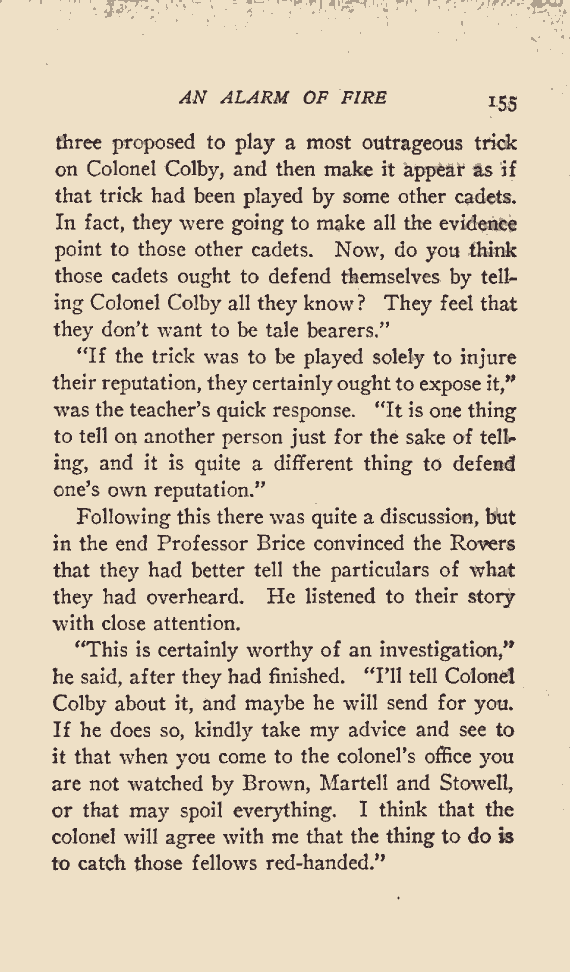 AN ALARM OF FIRE 155
three proposed to play a most outrageous trick
on Colonel Colby, and then make it appear as if
that trick had been played by some other cadets.
In fact, they were going to make all the evidence
point to those other cadets. Now, do you think
those cadets ought to defend themselves by tell-
ing Colonel Colby all they know? They feel that
they don't want to be tale bearers."
"If the trick was to be played solely to injure
their reputation, they certainly ought to expose it,"
was the teacher's quick response. "It is one thing
to tell on another person just for the sake of tell-
ing, and it is quite a different thing to defend
one's own reputation."
Following this there was quite a discussion, but
in the end Professor Brice convinced the Rovers
that they had better tell the particulars of what
they had overheard. He listened to their story
with close attention.
"This is certainly worthy of an investigation,"
he said, after they had finished. "I'll tell Colonel
Colby about it, and maybe he will send for you.
If he does so, kindly take my advice and see to
it that when you come to the colonel's office you
are not watched by Brown, Martell and Stowell,
or that may spoil everything. I think that the
colonel will agree with me that the thing to do is
to catch those fellows red-handed."